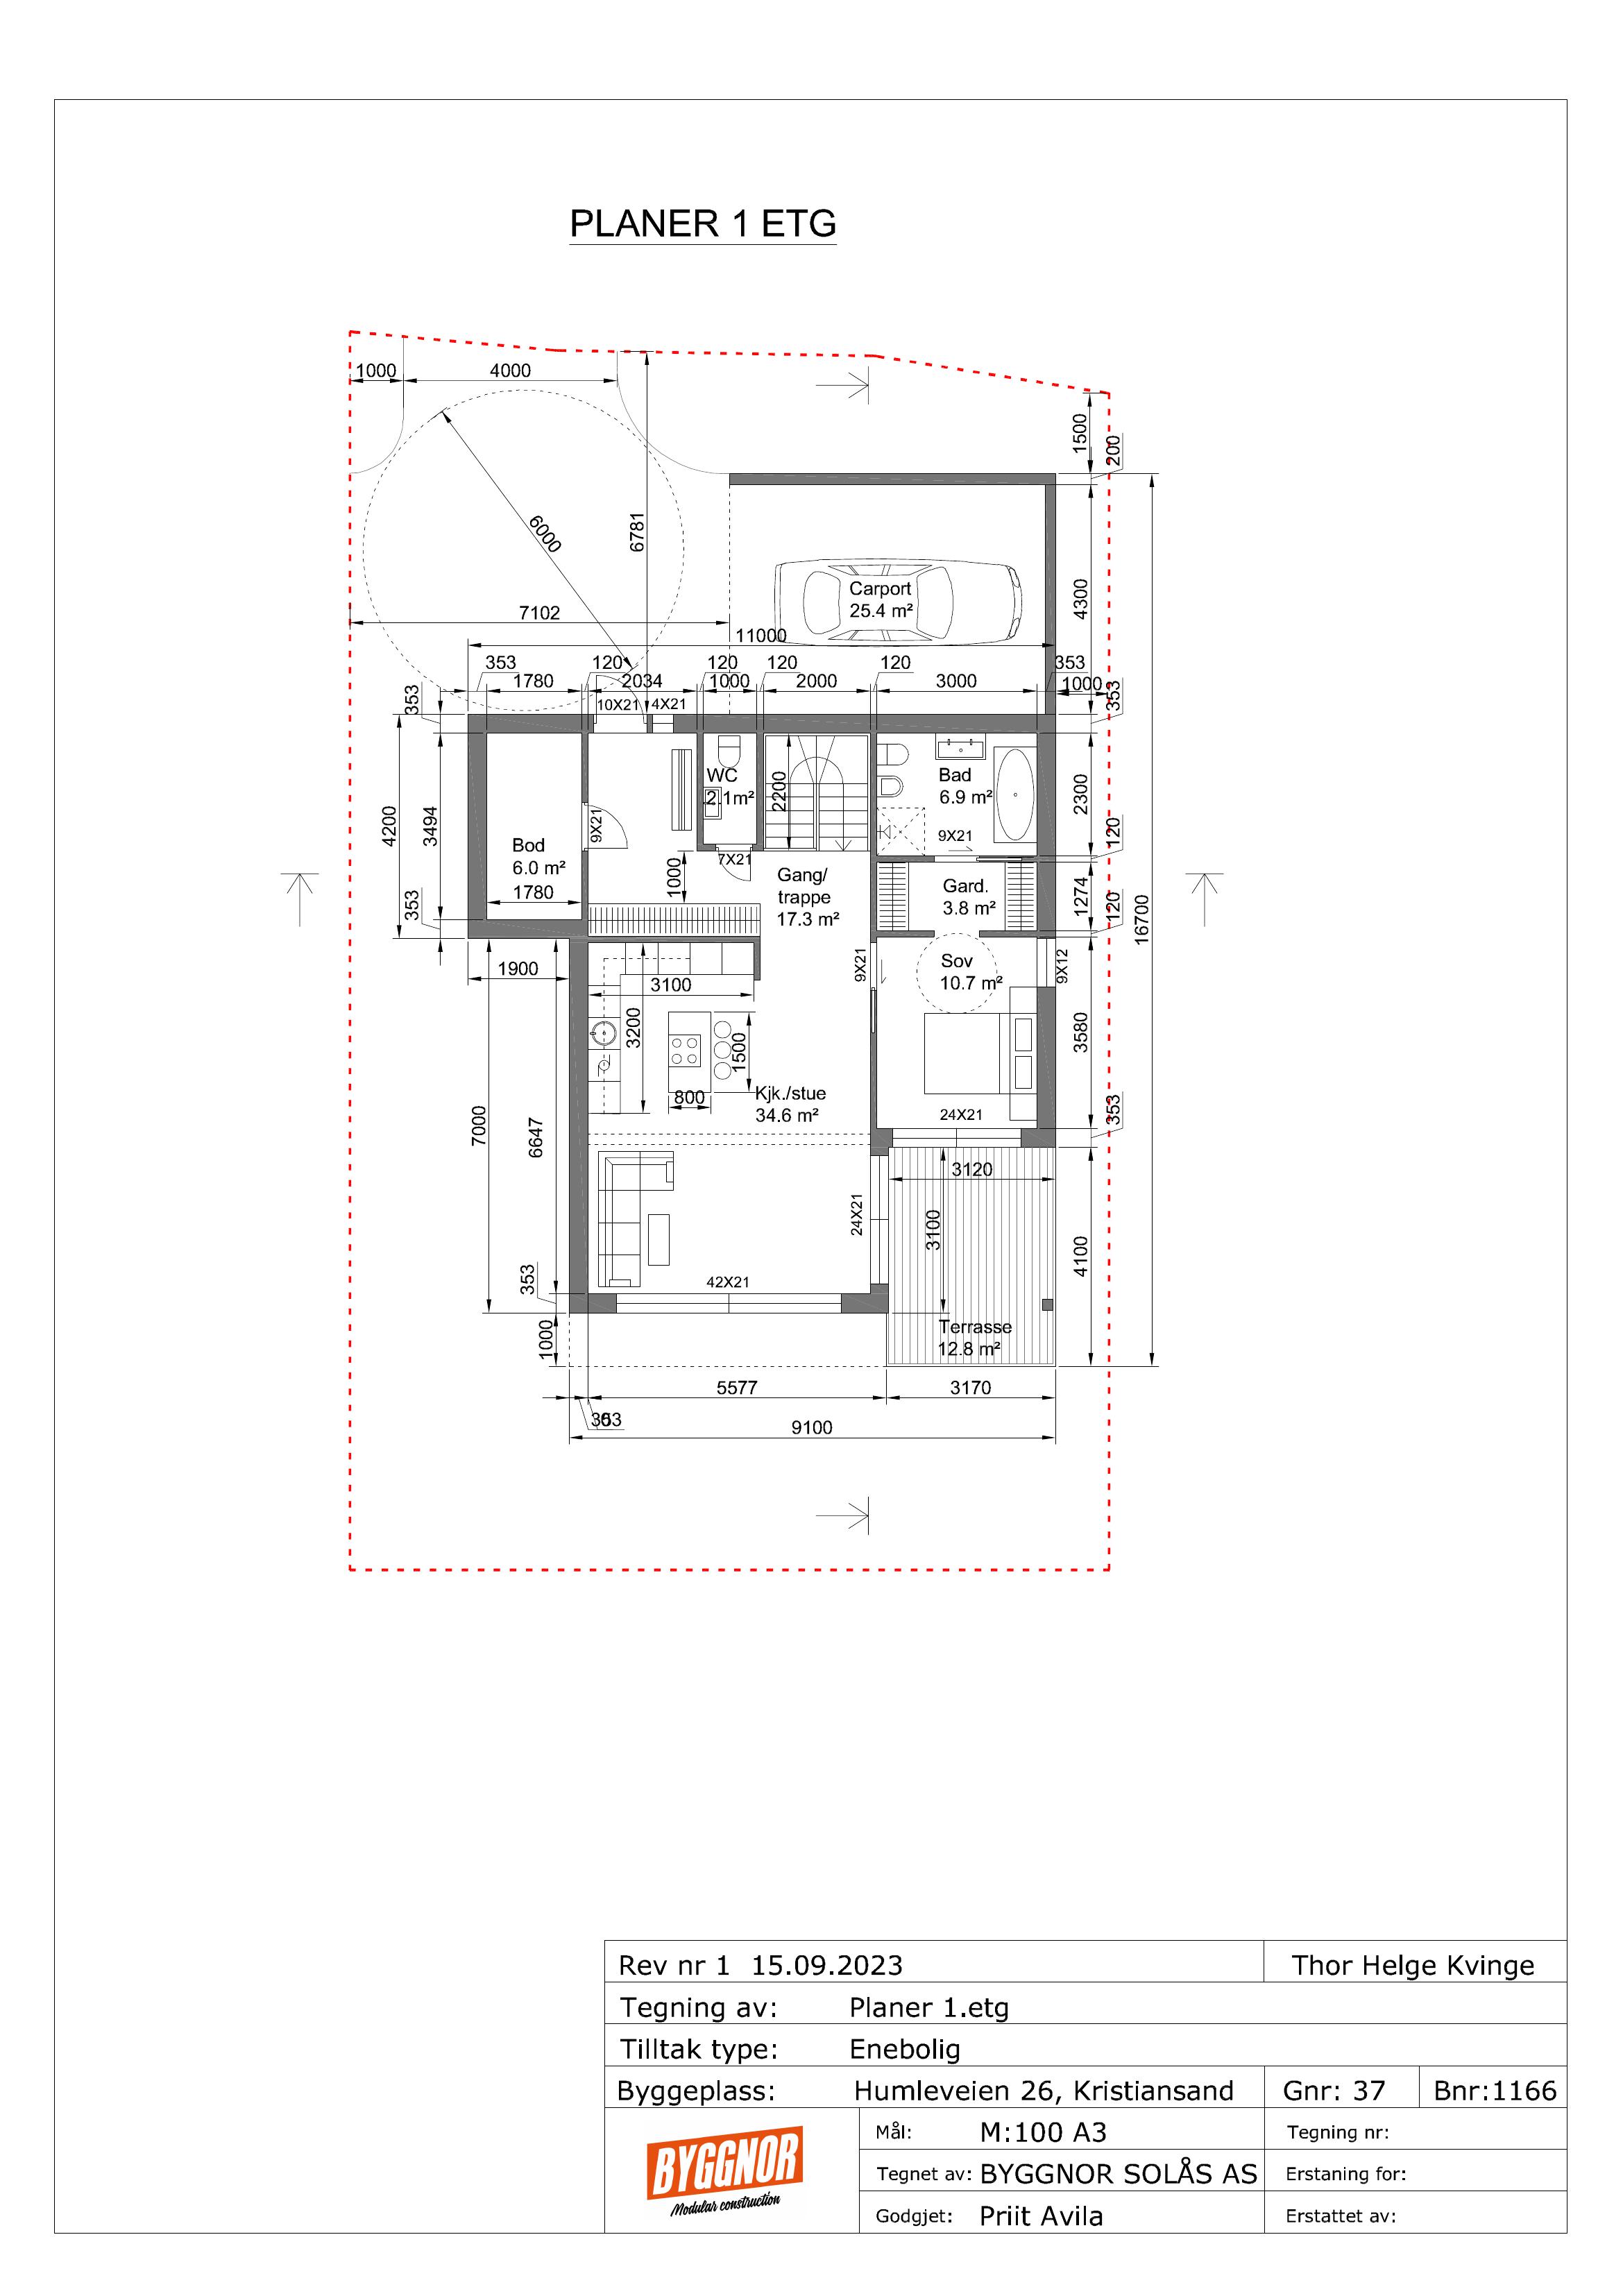 PLANER 1 ETG
1000
4000
1500
200
6000
6781
4300
Carport
25.4 m²
7102
11000
353
120
120
120
120
353
1780
2034
1000
2000
3000
1000
353
353
10X21
4X21
4200
3494
9X21
WC
2.1m²
2200
Bad
6.9 m²
9X21
2300
120
Bod
6.0 m²
1780
7X21
1000
Gang/
trappe
17.3 m²
Gard.
3.8 m²
1274
120
353
16700
1900
3100
9X21
Sov
10.7 m²
9X12
3200
1500
3580
800
Kjk./stue
34.6 m²
24X21
353
7000
6647
3120
24X21
3100
4100
353
42X21
1000
Terrasse
12.8 m²
5577
3170
353
9100
Rev nr 1 15.09.2023
Thor Helge Kvinge
Tegning av: Planer 1.etg
Tilltak type: Enebolig
Byggeplass: Humleveien 26, Kristiansand
Gnr: 37
Bnr:1166
BYGGNOR
Modular construction
Mål: M:100 A3
Tegning nr:
Tegnet av: BYGGNOR SOLÅS AS
Erstaning for:
Godgjet: Priit Avila
Erstattet av: